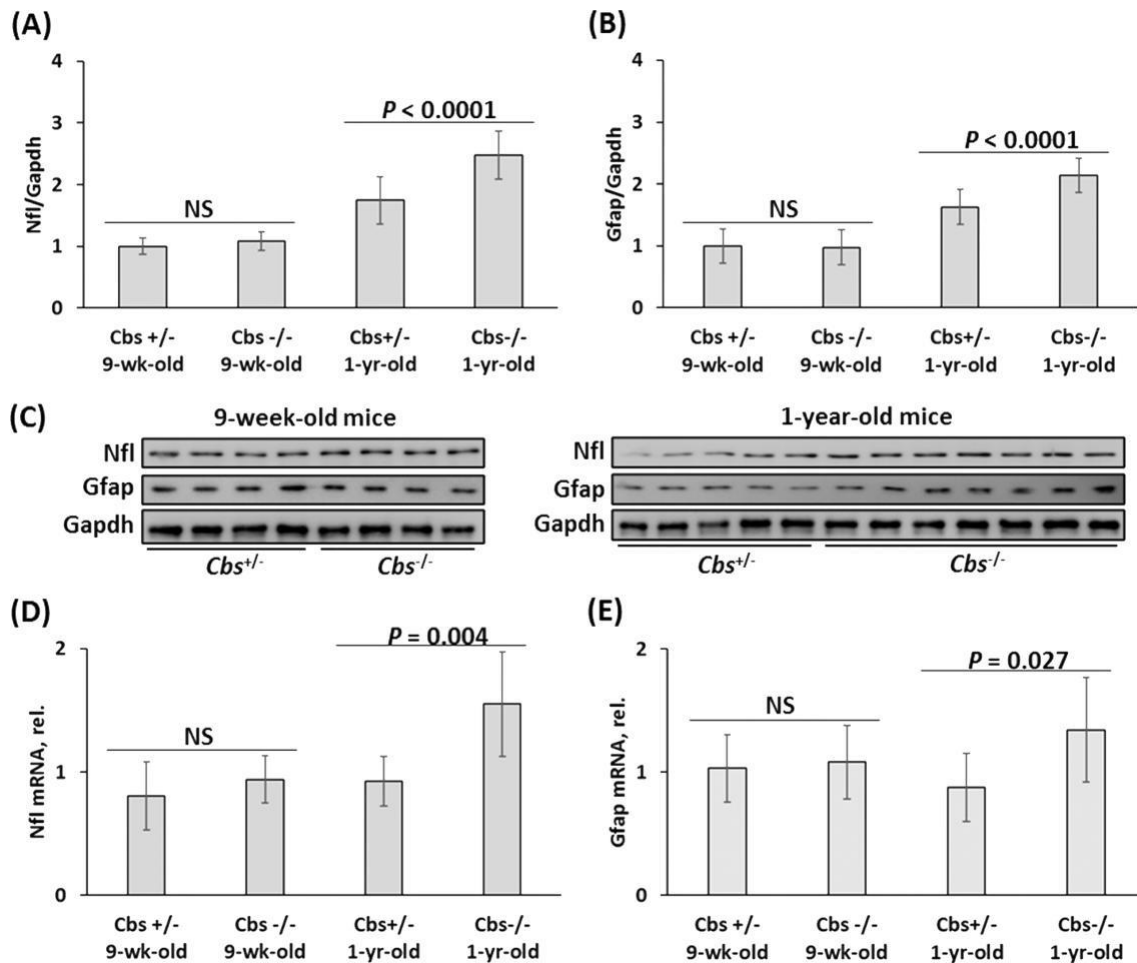 (A)
4
3
2
1
0
Nfl/Gapdh
NS
P < 0.0001
Cbs +/- Cbs -/- Cbs+/- Cbs-/-
9-wk-old 9-wk-old 1-yr-old 1-yr-old
(B)
4
3
2
1
0
Gfap/Gapdh
NS
P < 0.0001
Cbs +/- Cbs -/- Cbs+/- Cbs-/-
9-wk-old 9-wk-old 1-yr-old 1-yr-old
(C)
9-week-old mice
Nfl
Gfap
Gapdh
Cbs+/- Cbs-/-
1-year-old mice
Nfl
Gfap
Gapdh
Cbs+/- Cbs-/-
(D)
2
1
0
Nfl mRNA, rel.
NS
P = 0.004
Cbs +/- Cbs -/- Cbs+/- Cbs-/-
9-wk-old 9-wk-old 1-yr-old 1-yr-old
(E)
2
1
0
Gfap mRNA, rel.
NS
P = 0.027
Cbs +/- Cbs -/- Cbs+/- Cbs-/-
9-wk-old 9-wk-old 1-yr-old 1-yr-old